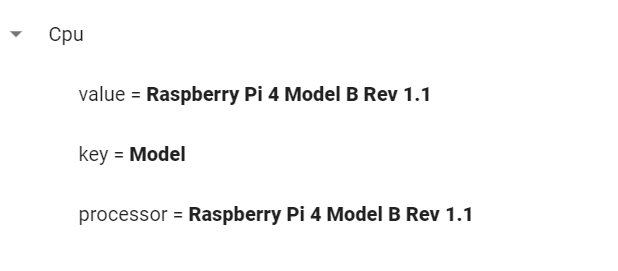 Cpu
value = Raspberry Pi 4 Model B Rev 1.1
key = Model
processor = Raspberry Pi 4 Model B Rev 1.1